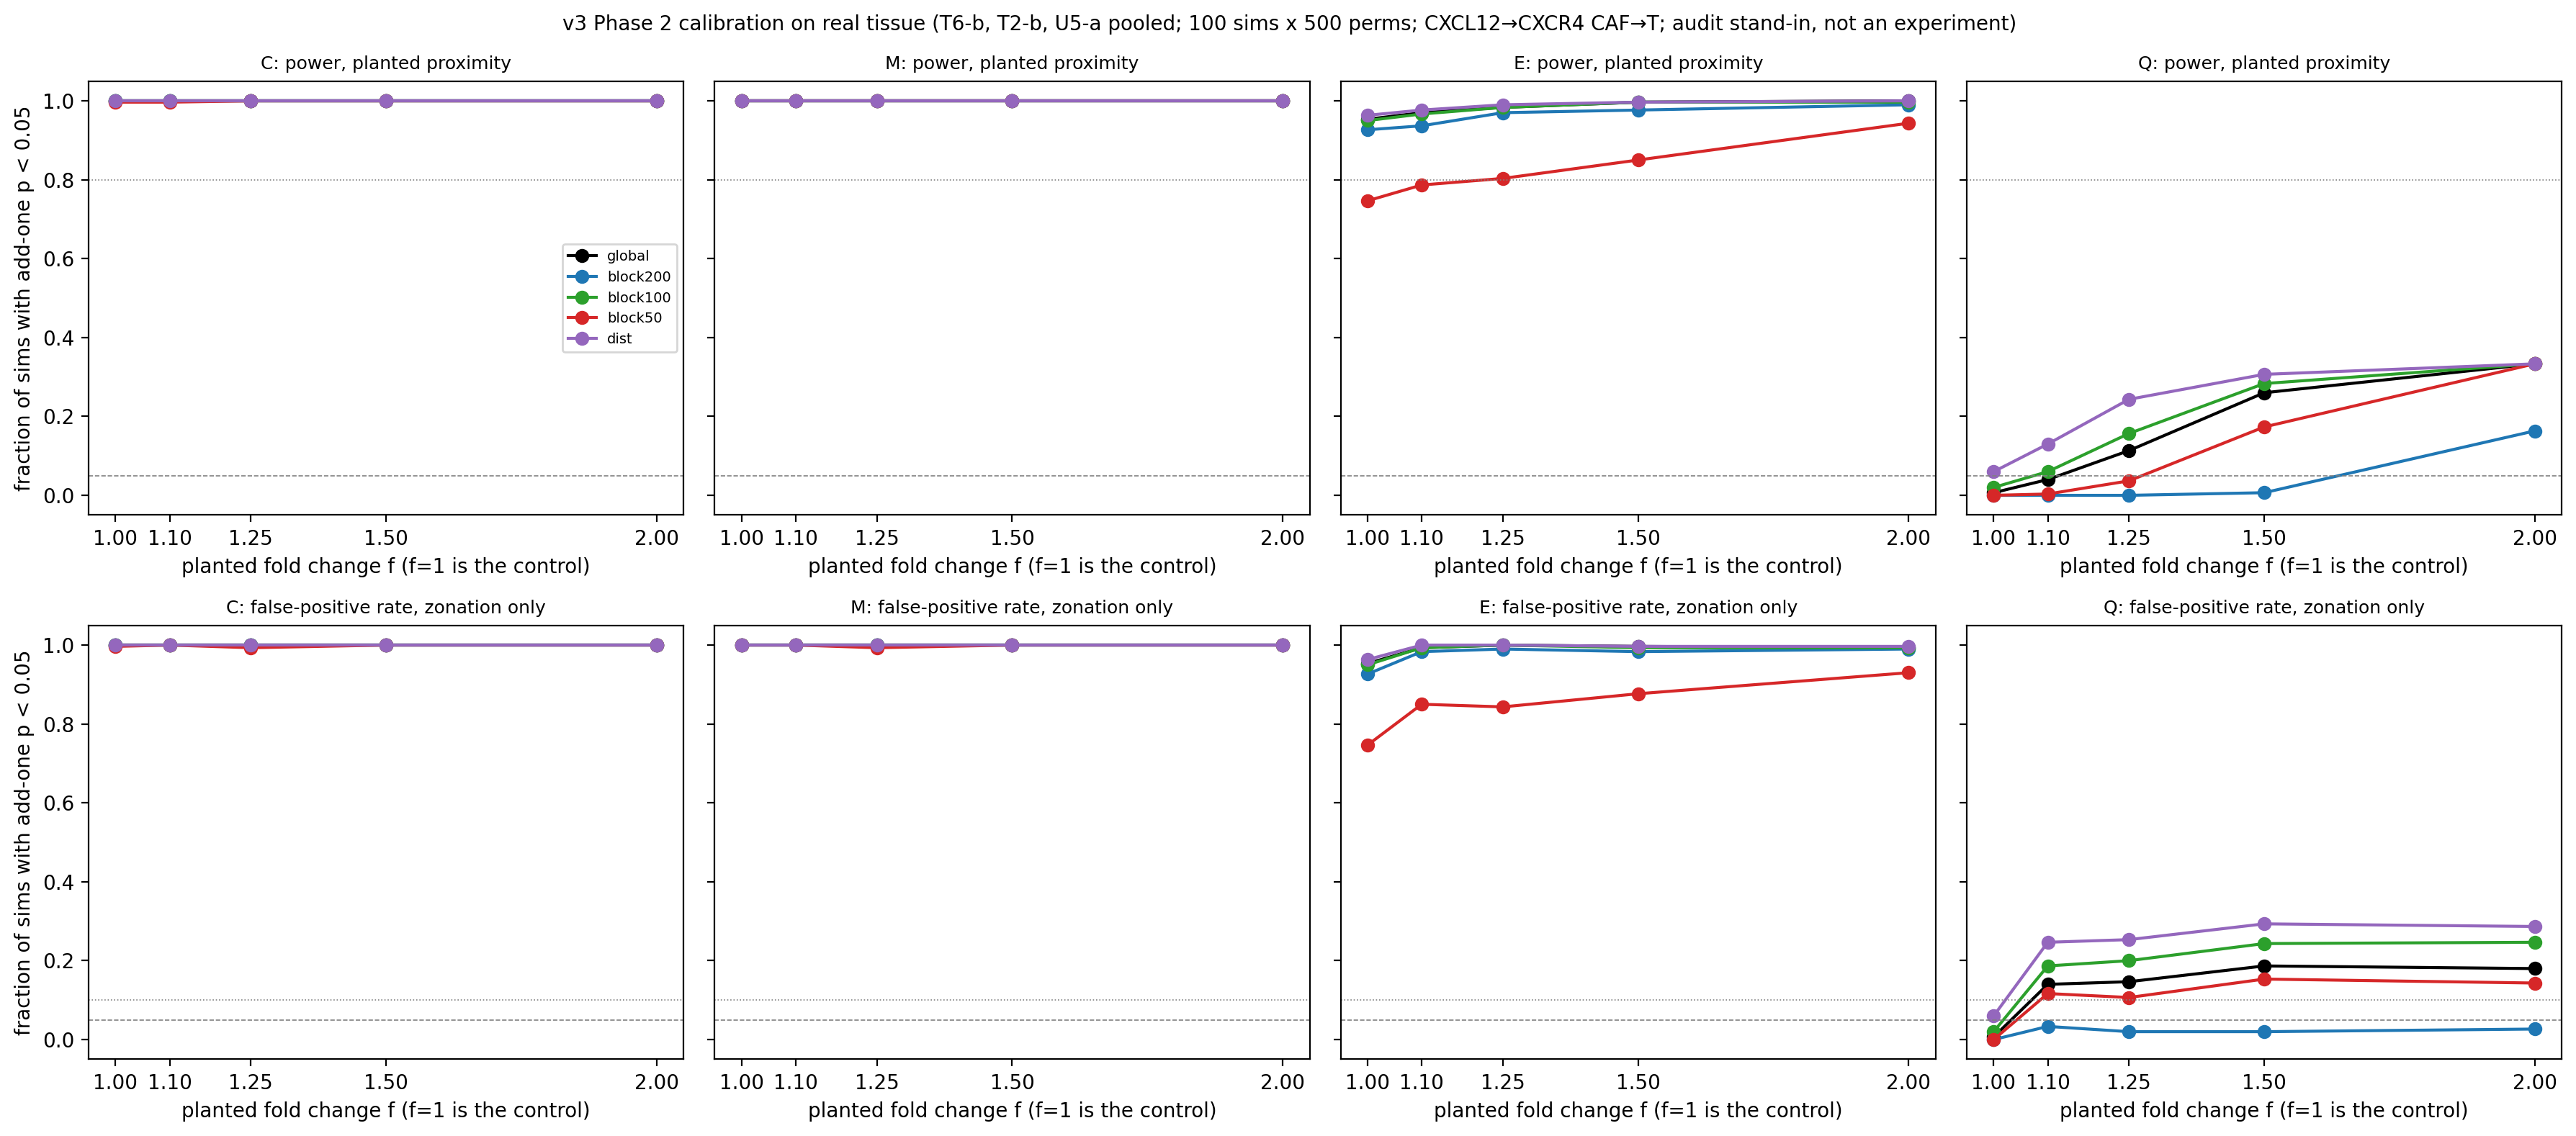 v3 Phase 2 calibration on real tissue (T6-b, T2-b, U5-a pooled; 100 sims x 500 perms; CXCL12→CXCR4 CAF→T; audit stand-in, not an experiment)
C: power, planted proximity
M: power, planted proximity
E: power, planted proximity
Q: power, planted proximity
fraction of sims with add-one p < 0.05
1.0
0.8
0.6
0.4
0.2
0.0
global
block200
block100
block50
dist
1.00 1.10 1.25 1.50 2.00
1.00 1.10 1.25 1.50 2.00
1.00 1.10 1.25 1.50 2.00
1.00 1.10 1.25 1.50 2.00
planted fold change f (f=1 is the control)
planted fold change f (f=1 is the control)
planted fold change f (f=1 is the control)
planted fold change f (f=1 is the control)
C: false-positive rate, zonation only
M: false-positive rate, zonation only
E: false-positive rate, zonation only
Q: false-positive rate, zonation only
fraction of sims with add-one p < 0.05
1.0
0.8
0.6
0.4
0.2
0.0
1.00 1.10 1.25 1.50 2.00
1.00 1.10 1.25 1.50 2.00
1.00 1.10 1.25 1.50 2.00
1.00 1.10 1.25 1.50 2.00
planted fold change f (f=1 is the control)
planted fold change f (f=1 is the control)
planted fold change f (f=1 is the control)
planted fold change f (f=1 is the control)